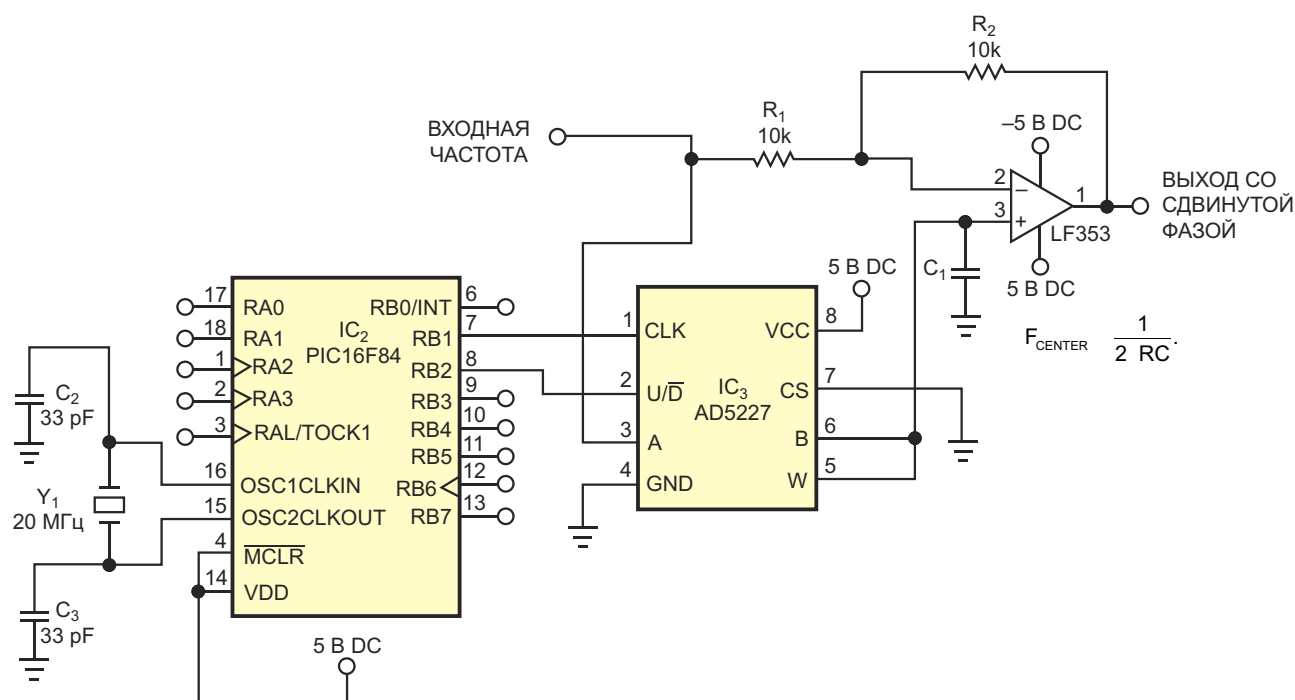 R2
10k
R1
10k
ВХОДНАЯ
ЧАСТОТА
–5 В DC
2
–
3
+
1
LF353
5 В DC
ВЫХОД СО
СДВИНУТОЙ
ФАЗОЙ
C1
FCENTER 1
2 RC.
17
RA0
18
RA1
1
RA2
2
RA3
3
RAL/TOCK1
16
OSC1CLKIN
15
OSC2CLKOUT
4
MCLR
14
VDD
IC2
PIC16F84
RB0/INT
6
RB1
7
RB2
8
RB3
9
RB4
10
RB5
11
RB6
12
RB7
13
C2
33 pF
Y1
20 МГц
C3
33 pF
5 В DC
1
CLK
2
U/D
3
A
4
GND
IC3
AD5227
VCC
8
CS
7
B
6
W
5
5 В DC